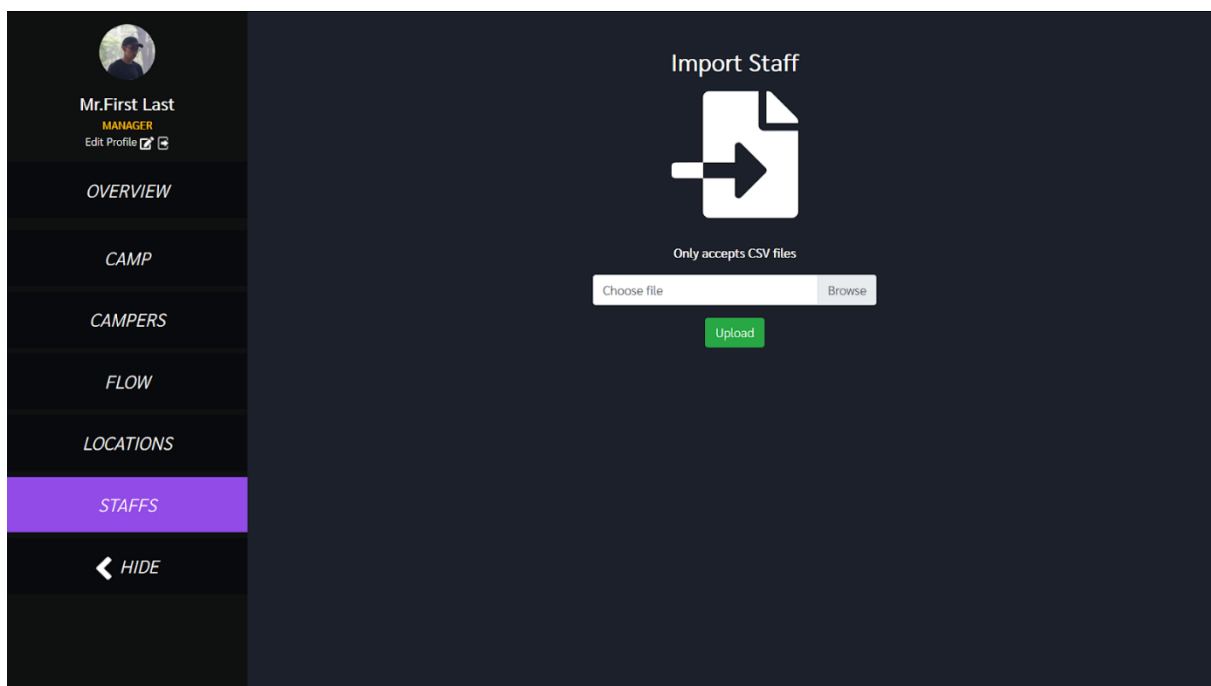 Mr.First Last
MANAGER
Edit Profile
OVERVIEW
CAMP
CAMPERS
FLOW
LOCATIONS
STAFFS
HIDE
Import Staff
Only accepts CSV files
Choose file
Browse
Upload